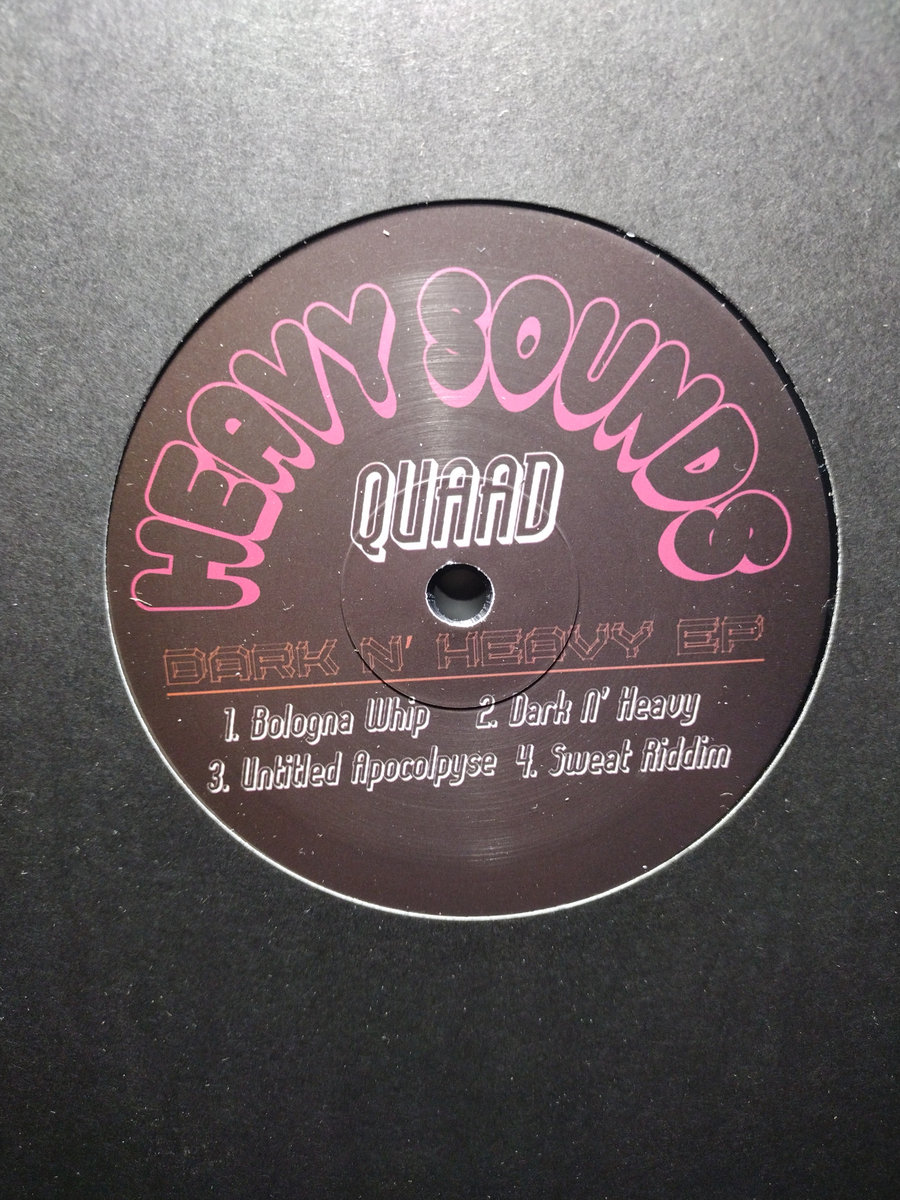 HEAVY SOUNDS
QUAAD
DARK N' HEAVY EP
1. Bologna Whip 2. Dark N' Heavy
3. Untitled Apocolpyse 4. Sweat Riddim